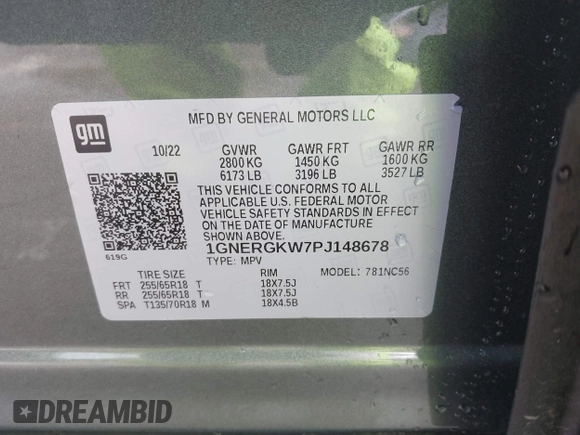 gm
MFD BY GENERAL MOTORS LLC
10/22 GVWR GAWR FRT GAWR RR
2800 KG 1450 KG 1600 KG
6173 LB 3196 LB 3527 LB
THIS VEHICLE CONFORMS TO ALL
APPLICABLE U.S. FEDERAL MOTOR
VEHICLE SAFETY STANDARDS IN EFFECT
ON THE DATE OF MANUFACTURE
SHOWN ABOVE.
1GNERGKW7PJ148678
619G
TYPE: MPV
TIRE SIZE RIM MODEL: 781NC56
FRT 255/65R18 T 18X7.5J
RR 255/65R18 T 18X7.5J
SPA T135/70R18 M 18X4.5B
DREAMBID